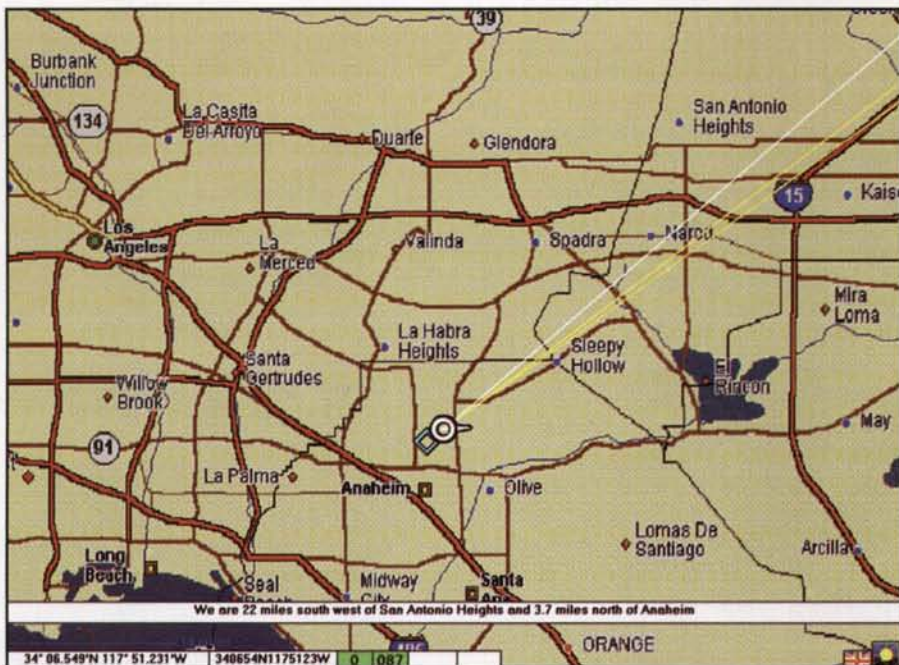 39
Burbank
Junction
134
La Casita
Del Arroyo
Duarte
Glendora
San Antonio
Heights
15
Los
Angeles
La
Merced
Valinda
Spadra
Narco
Mira
Loma
La Habra
Heights
Sleepy
Hollow
Santa
Gertrudes
El
Rincon
Willow
Brook
May
91
La Palma
Anaheim
Olive
Lomas De
Santiago
Arcilla
Long
Beach
Seal
Midway
City
Santa
We are 22 miles south west of San Antonio Heights and 3.7 miles north of Anaheim
ORANGE
34° 06.549'N 117° 51.231'W 340654N1175123W 0 087